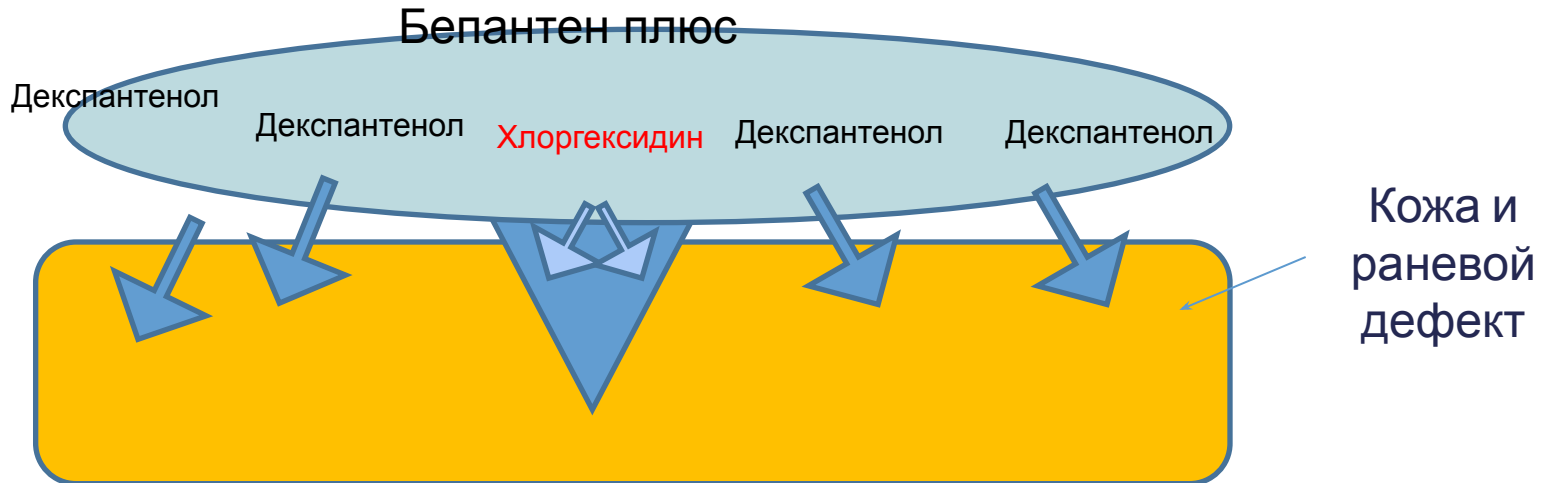 Бепантен плюс
Декспантенол
Декспантенол
Хлоргексидин
Декспантенол
Декспантенол
Кожа и
раневой
дефект